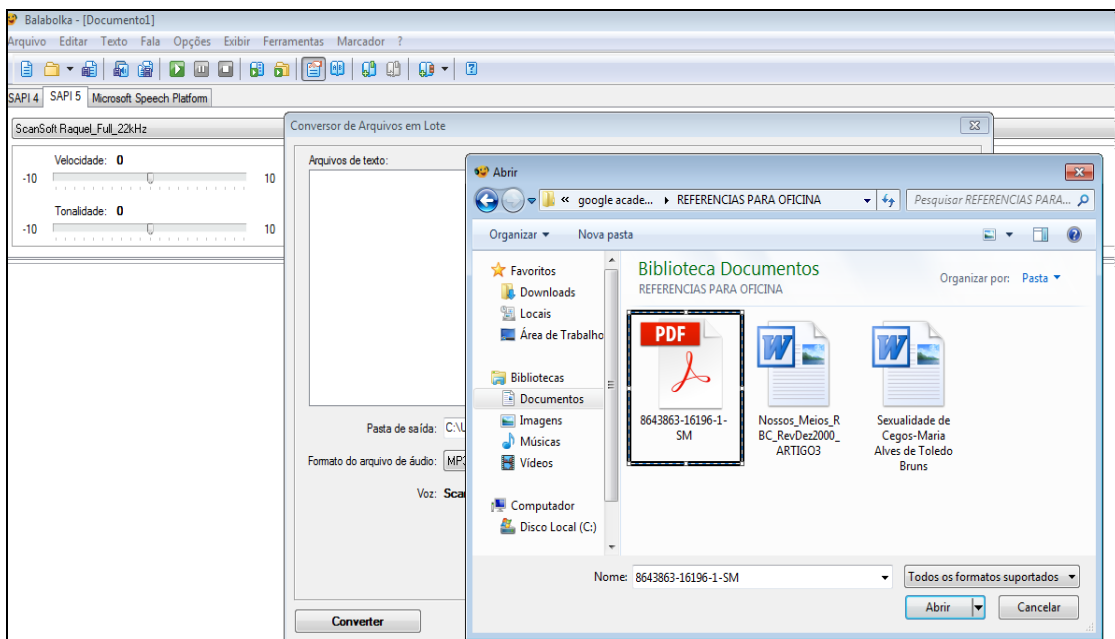 Balabolka - [Documento1]
Arquivo Editar Texto Fala Opções Exibir Ferramentas Marcador ?
SAPI 4 SAPI 5 Microsoft Speech Platform
ScanSoft Raquel_Full_22kHz
Velocidade: 0
-10 10
Tonalidade: 0
-10 10
Conversor de Arquivos em Lote
Arquivos de texto:
Pasta de saída: C:\U
Formato do arquivo de áudio: MP3
Voz: Scan
Converter
Abrir
« google acade... REFERENCIAS PARA OFICINA
Pesquisar REFERENCIAS PARA...
Organizar Nova pasta
Favoritos
Downloads
Locais
Área de Trabalho
Bibliotecas
Documentos
Imagens
Músicas
Vídeos
Computador
Disco Local (C:)
Biblioteca Documentos
REFERENCIAS PARA OFICINA
Organizar por: Pasta
PDF
8643863-16196-1-
SM
W
Nossos_Meios_R
BC_RevDez2000_
ARTIGO3
W
Sexualidade de
Cegos-Maria
Alves de Toledo
Bruns
Nome: 8643863-16196-1-SM
Todos os formatos suportados
Abrir Cancelar